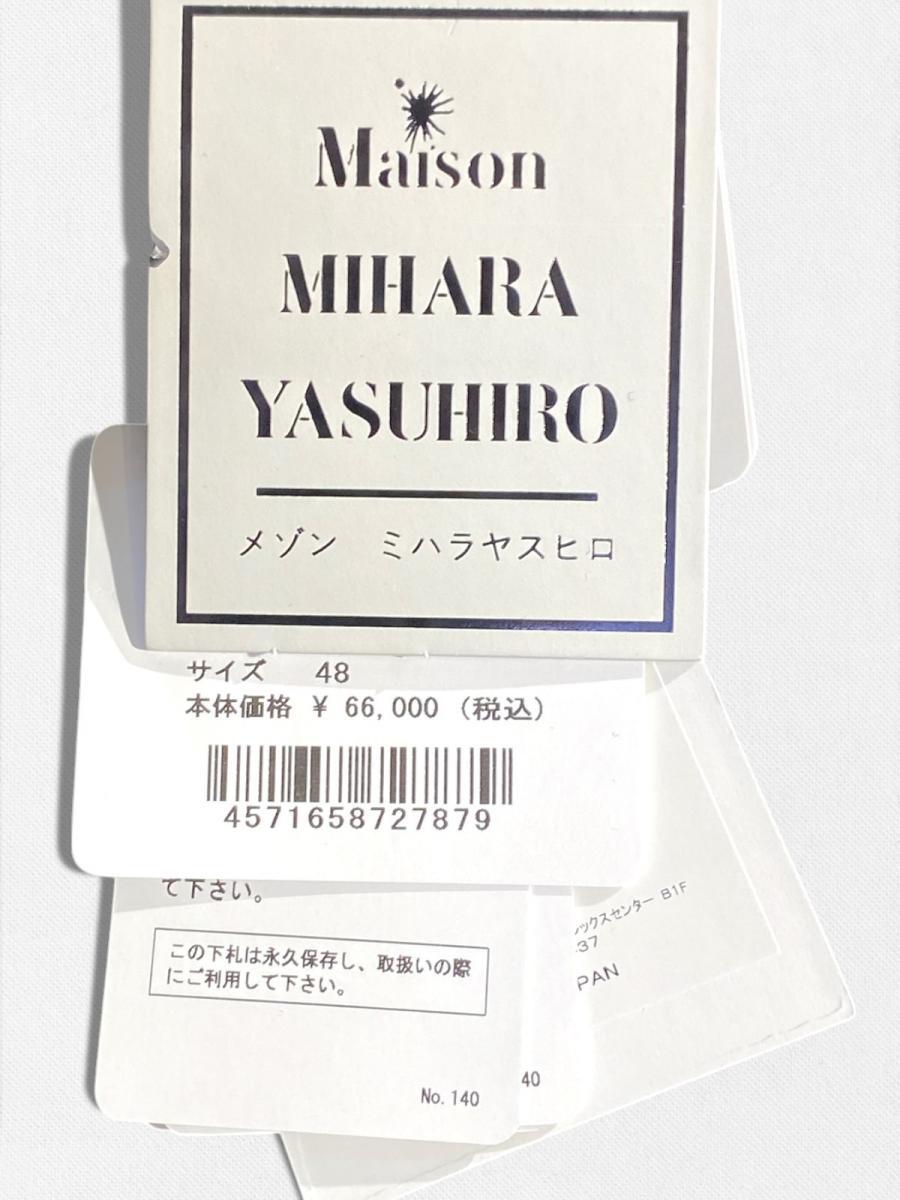 Maison
MIHARA
YASUHIRO
メゾン ミハラヤスヒロ
サイズ 48
本体価格 ¥ 66,000 (税込)
4571658727879
て下さい。
この下札は永久保存し、取扱いの際
にご利用して下さい。
No. 140
40
ックスセンター B1F
37
PAN